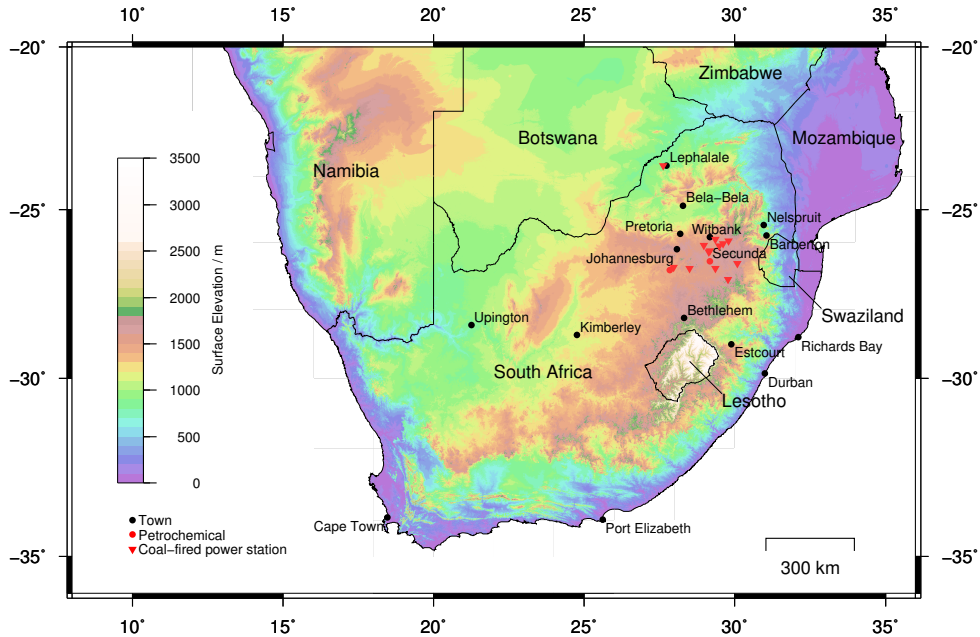 10˚ 15˚ 20˚ 25˚ 30˚ 35˚
−20˚ −20˚
Zimbabwe
Botswana
Mozambique
Lephalale
Namibia
3500
3000
2500
2000
1500
1000
500
0
Surface Elevation / m
Bela−Bela
−25˚ −25˚
Nelspruit
Pretoria
Witbank
Barberton
Johannesburg
Secunda
Swaziland
Upington
Bethlehem
Kimberley
Estcourt
Richards Bay
South Africa
−30˚ −30˚
Durban
Lesotho
Town
Cape Town
Port Elizabeth
Petrochemical
Coal−fired power station
−35˚ −35˚
300 km
10˚ 15˚ 20˚ 25˚ 30˚ 35˚